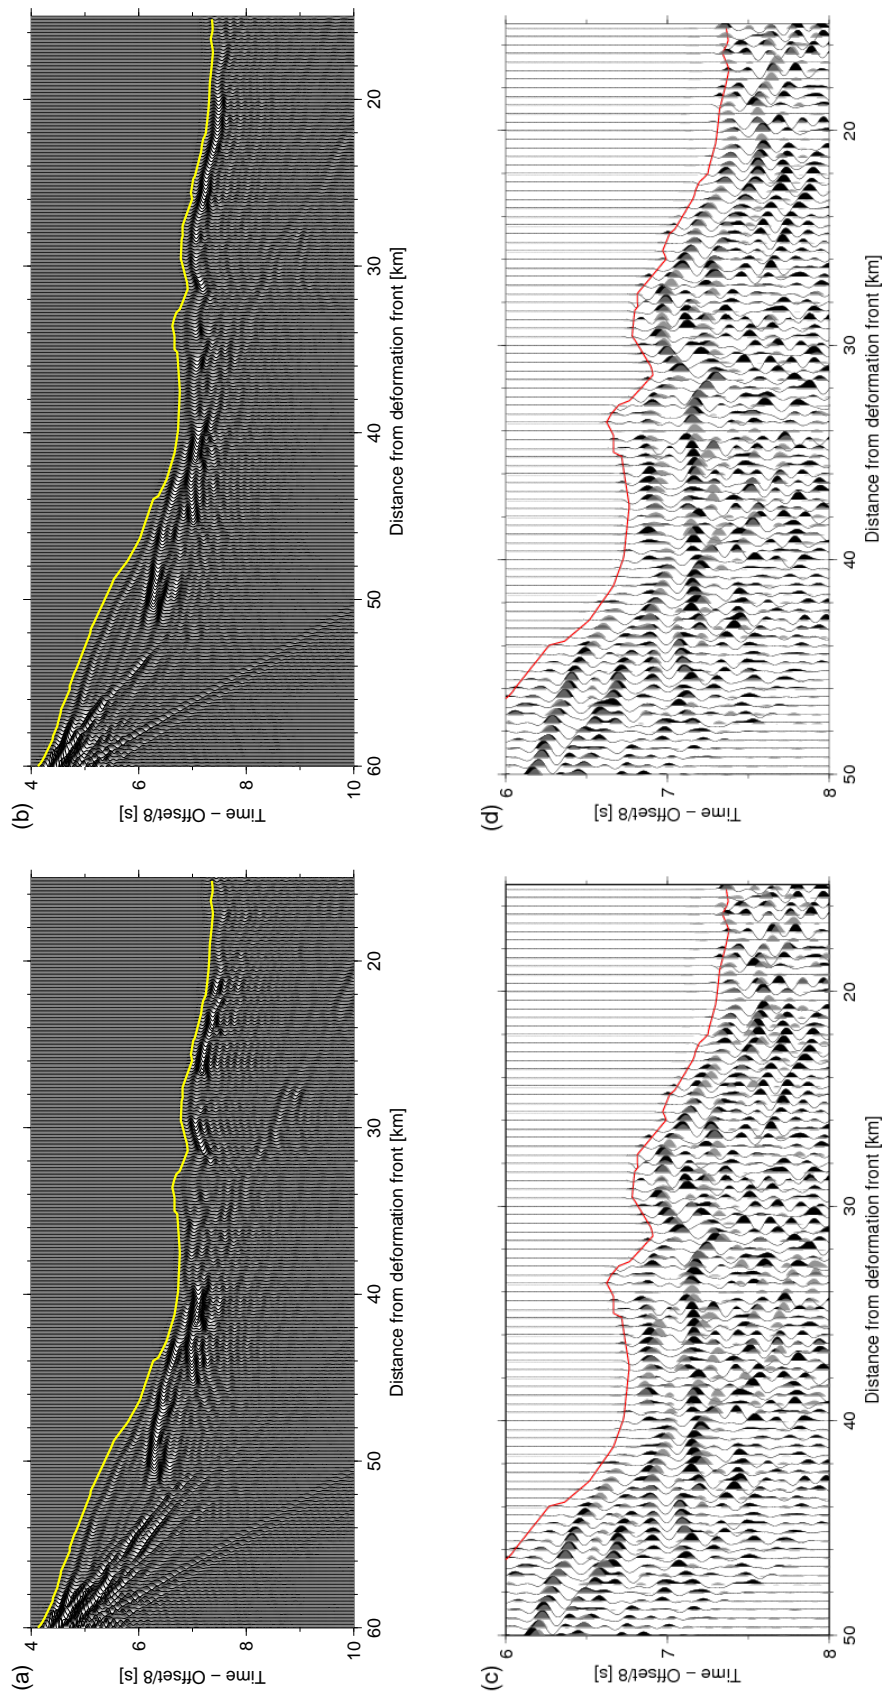 (a)
4
6
8
10
Time – Offset/8 [s]
60
50
40
30
20
Distance from deformation front [km]
(b)
4
6
8
10
Time – Offset/8 [s]
60
50
40
30
20
Distance from deformation front [km]
(c)
6
7
8
Time – Offset/8 [s]
50
40
30
20
Distance from deformation front [km]
(d)
6
7
8
Time – Offset/8 [s]
50
40
30
20
Distance from deformation front [km]